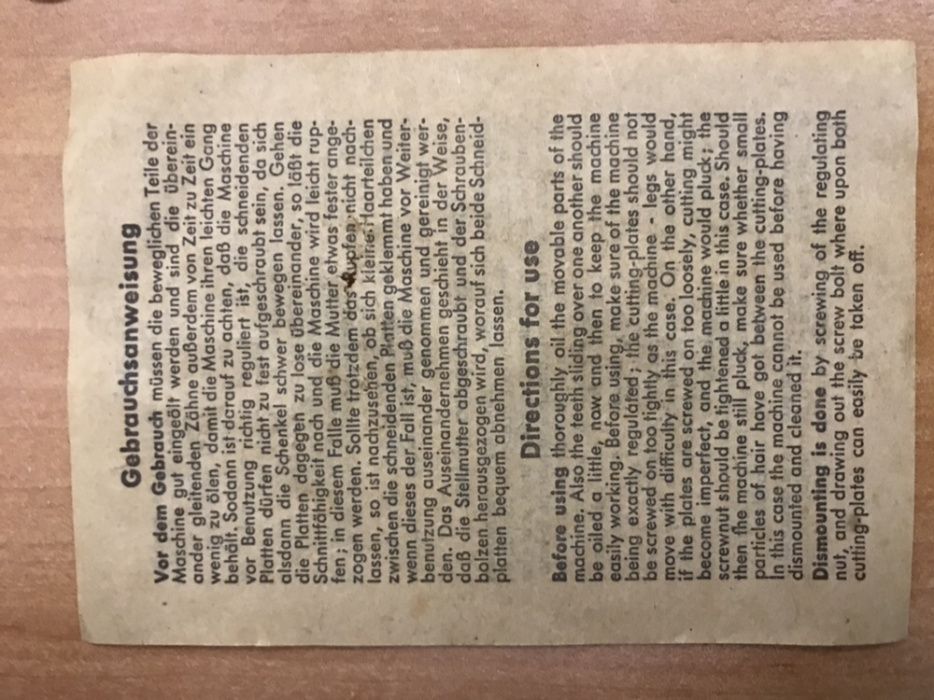 Gebrauchsanweisung
Vor dem Gebrauch müssen die beweglichen Teile der
Maschine gut eingeölt werden und sind die überein-
ander gleitenden Zähne außerdem von Zeit zu Zeit ein
wenig zu ölen, damit die Maschine ihren leichten Gang
behält. Sodann ist darauf zu achten, daß die Maschine
vor Benutzung richtig reguliert ist, die schneidenden
Platten dürfen nicht zu fest aufgeschraubt sein, da sich
alsdann die Schenkel schwer bewegen lassen. Gehen
die Platten dagegen zu lose übereinander, so läßt die
Schnittfähigkeit nach und die Maschine wird leicht rup-
fen; in diesem Falle muß die Mutter etwas fester ange-
zogen werden. Sollte trotzdem das Rupfen nicht nach-
lassen, so ist nachzusehen, ob sich kleine Haarteilchen
zwischen die schneidenden Platten geklemmt haben und
wenn dieses der Fall ist, muß die Maschine vor Weiter-
benutzung auseinander genommen und gereinigt wer-
den. Das Auseinandernehmen geschieht in der Weise,
daß die Stellmutter abgeschraubt und der Schrauben-
bolzen herausgezogen wird, worauf sich beide Schneid-
platten bequem abnehmen lassen.
Directions for use
Before using thoroughly oil the movable parts of the
machine. Also the teeth sliding over one another should
be oiled a little, now and then to keep the machine
easily working. Before using, make sure of the machine
being exactly regulated; the cutting-plates should not
be screwed on too tightly as the machine - legs would
move with difficulty in this case. On the other hand,
if the plates are screwed on too loosely, cutting might
become imperfect, and the machine would pluck; the
screwnut should be tightened a little in this case. Should
then the machine still pluck, make sure whether small
particles of hair have got between the cutting-plates.
In this case the machine cannot be used before having
dismounted and cleaned it.
Dismounting is done by screwing of the regulating
nut, and drawing out the screw bolt where upon both
cutting-plates can easily be taken off.